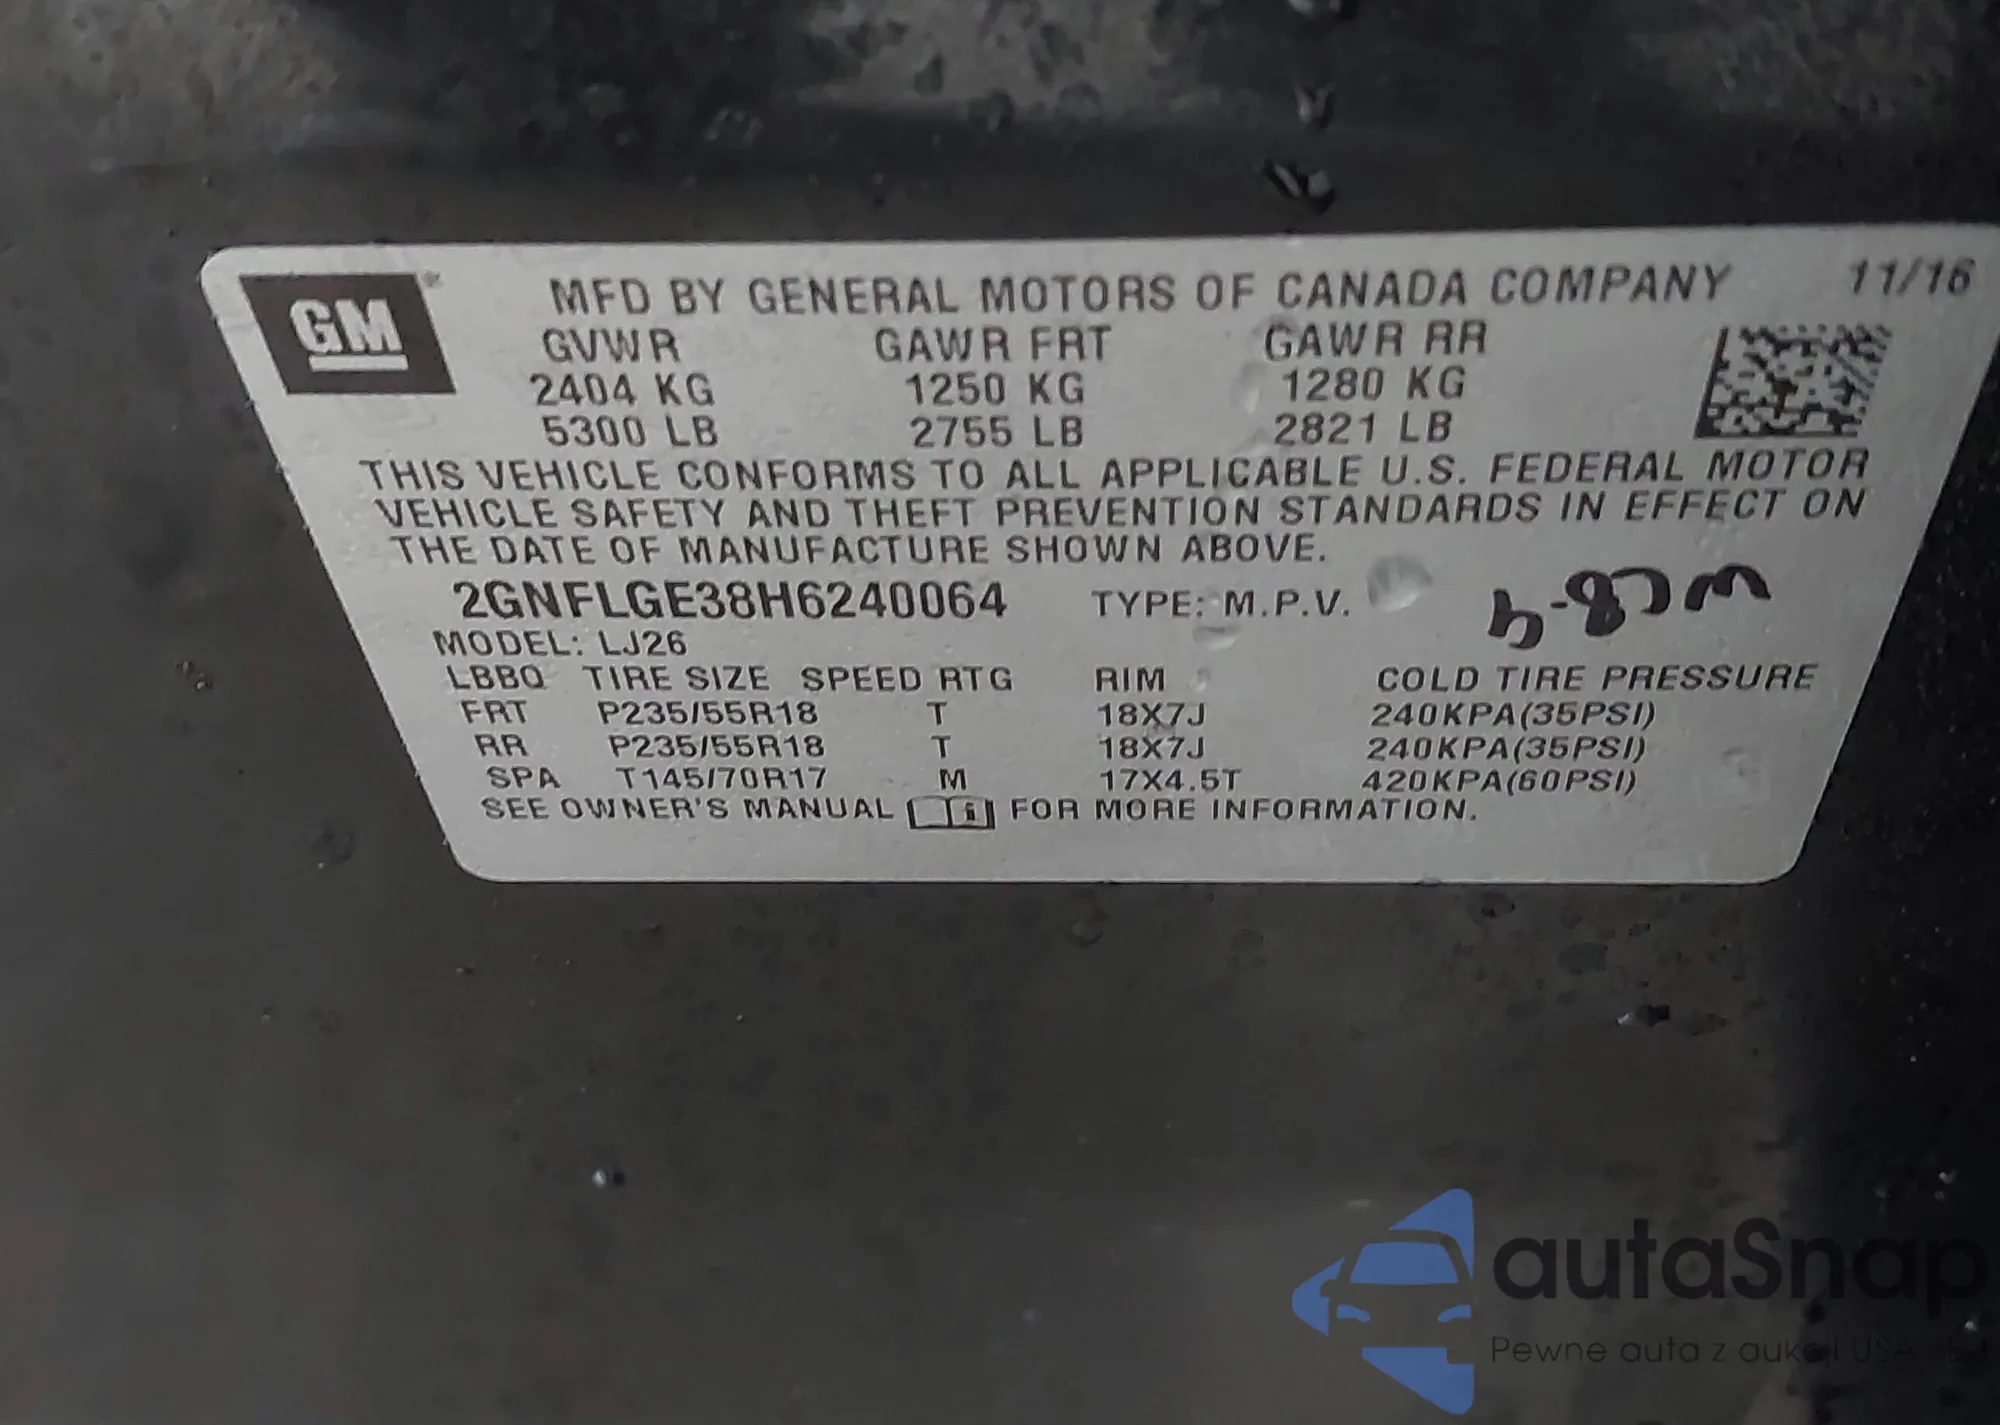 GM
MFD BY GENERAL MOTORS OF CANADA COMPANY 11/16
GVWR GAWR FRT GAWR RR
2404 KG 1250 KG 1280 KG
5300 LB 2755 LB 2821 LB
THIS VEHICLE CONFORMS TO ALL APPLICABLE U.S. FEDERAL MOTOR
VEHICLE SAFETY AND THEFT PREVENTION STANDARDS IN EFFECT ON
THE DATE OF MANUFACTURE SHOWN ABOVE.
2GNFLGE38H6240064 TYPE: M.P.V.
MODEL: LJ26
LBBQ TIRE SIZE SPEED RTG RIM COLD TIRE PRESSURE
FRT P235/55R18 T 18X7J 240KPA(35PSI)
RR P235/55R18 T 18X7J 240KPA(35PSI)
SPA T145/70R17 M 17X4.5T 420KPA(60PSI)
SEE OWNER'S MANUAL FOR MORE INFORMATION.
autaSnap
Pewne auta z aukcji USA